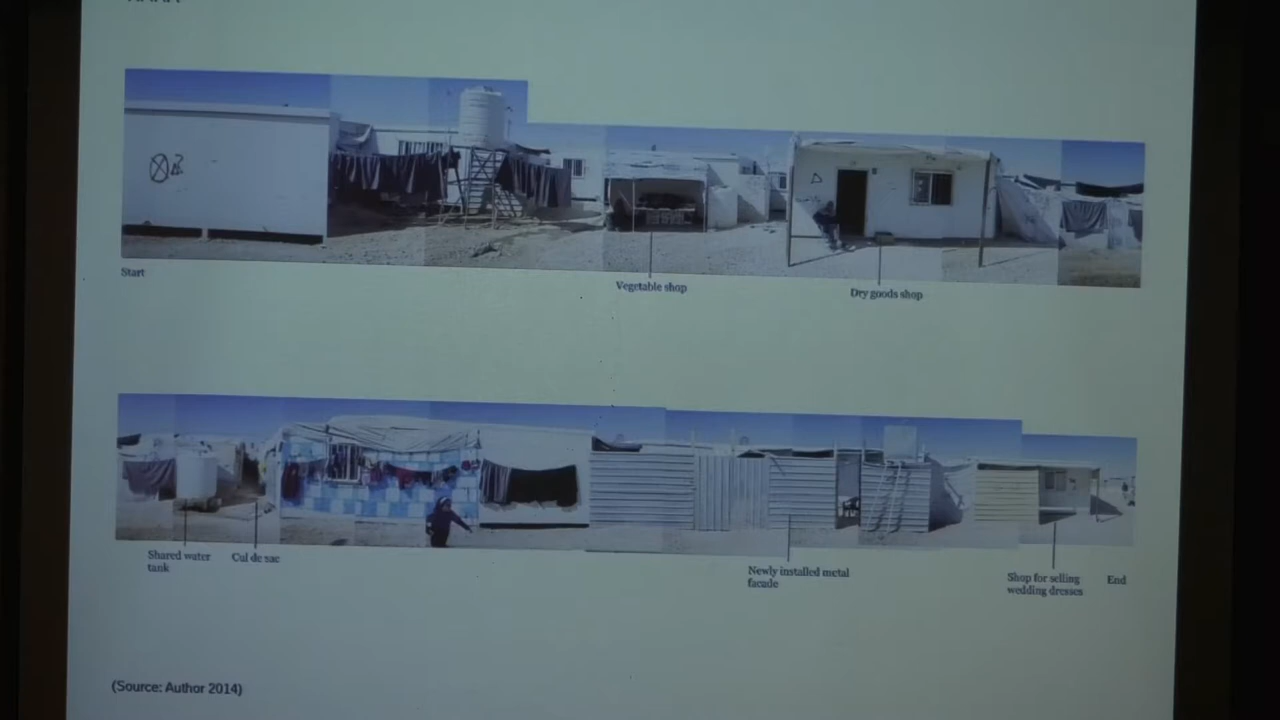 Start
Vegetable shop
Dry goods shop
Shared water
tank
Cul de sac
Newly installed metal
facade
Shop for selling
wedding dresses
End
(Source: Author 2014)